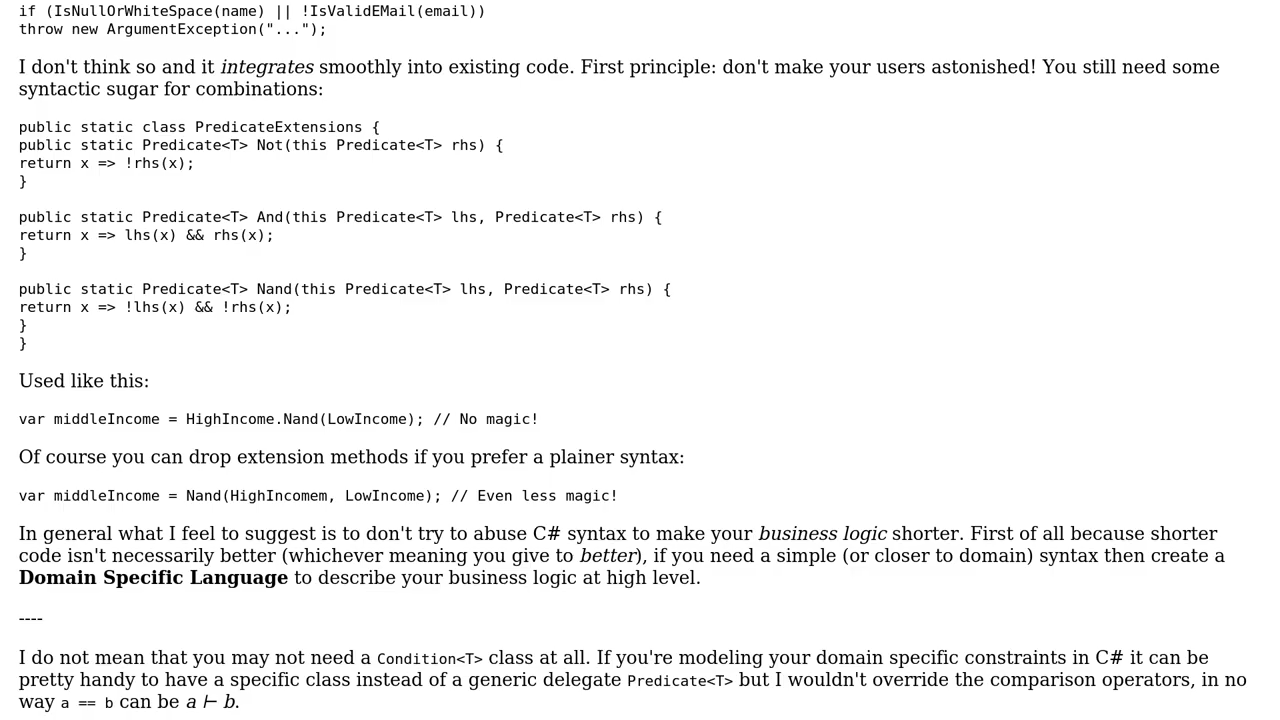 if (IsNullOrWhiteSpace(name) || !IsValidEMail(email))
throw new ArgumentException("...");
I don't think so and it integrates smoothly into existing code. First principle: don't make your users astonished! You still need some
syntactic sugar for combinations:
public static class PredicateExtensions {
public static Predicate<T> Not(this Predicate<T> rhs) {
return x => !rhs(x);
}
public static Predicate<T> And(this Predicate<T> lhs, Predicate<T> rhs) {
return x => lhs(x) && rhs(x);
}
public static Predicate<T> Nand(this Predicate<T> lhs, Predicate<T> rhs) {
return x => !lhs(x) && !rhs(x);
}
}
Used like this:
var middleIncome = HighIncome.Nand(LowIncome); // No magic!
Of course you can drop extension methods if you prefer a plainer syntax:
var middleIncome = Nand(HighIncomem, LowIncome); // Even less magic!
In general what I feel to suggest is to don't try to abuse C# syntax to make your business logic shorter. First of all because shorter
code isn't necessarily better (whichever meaning you give to better), if you need a simple (or closer to domain) syntax then create a
Domain Specific Language to describe your business logic at high level.
----
I do not mean that you may not need a Condition<T> class at all. If you're modeling your domain specific constraints in C# it can be
pretty handy to have a specific class instead of a generic delegate Predicate<T> but I wouldn't override the comparison operators, in no
way a == b can be a ⊢ b.